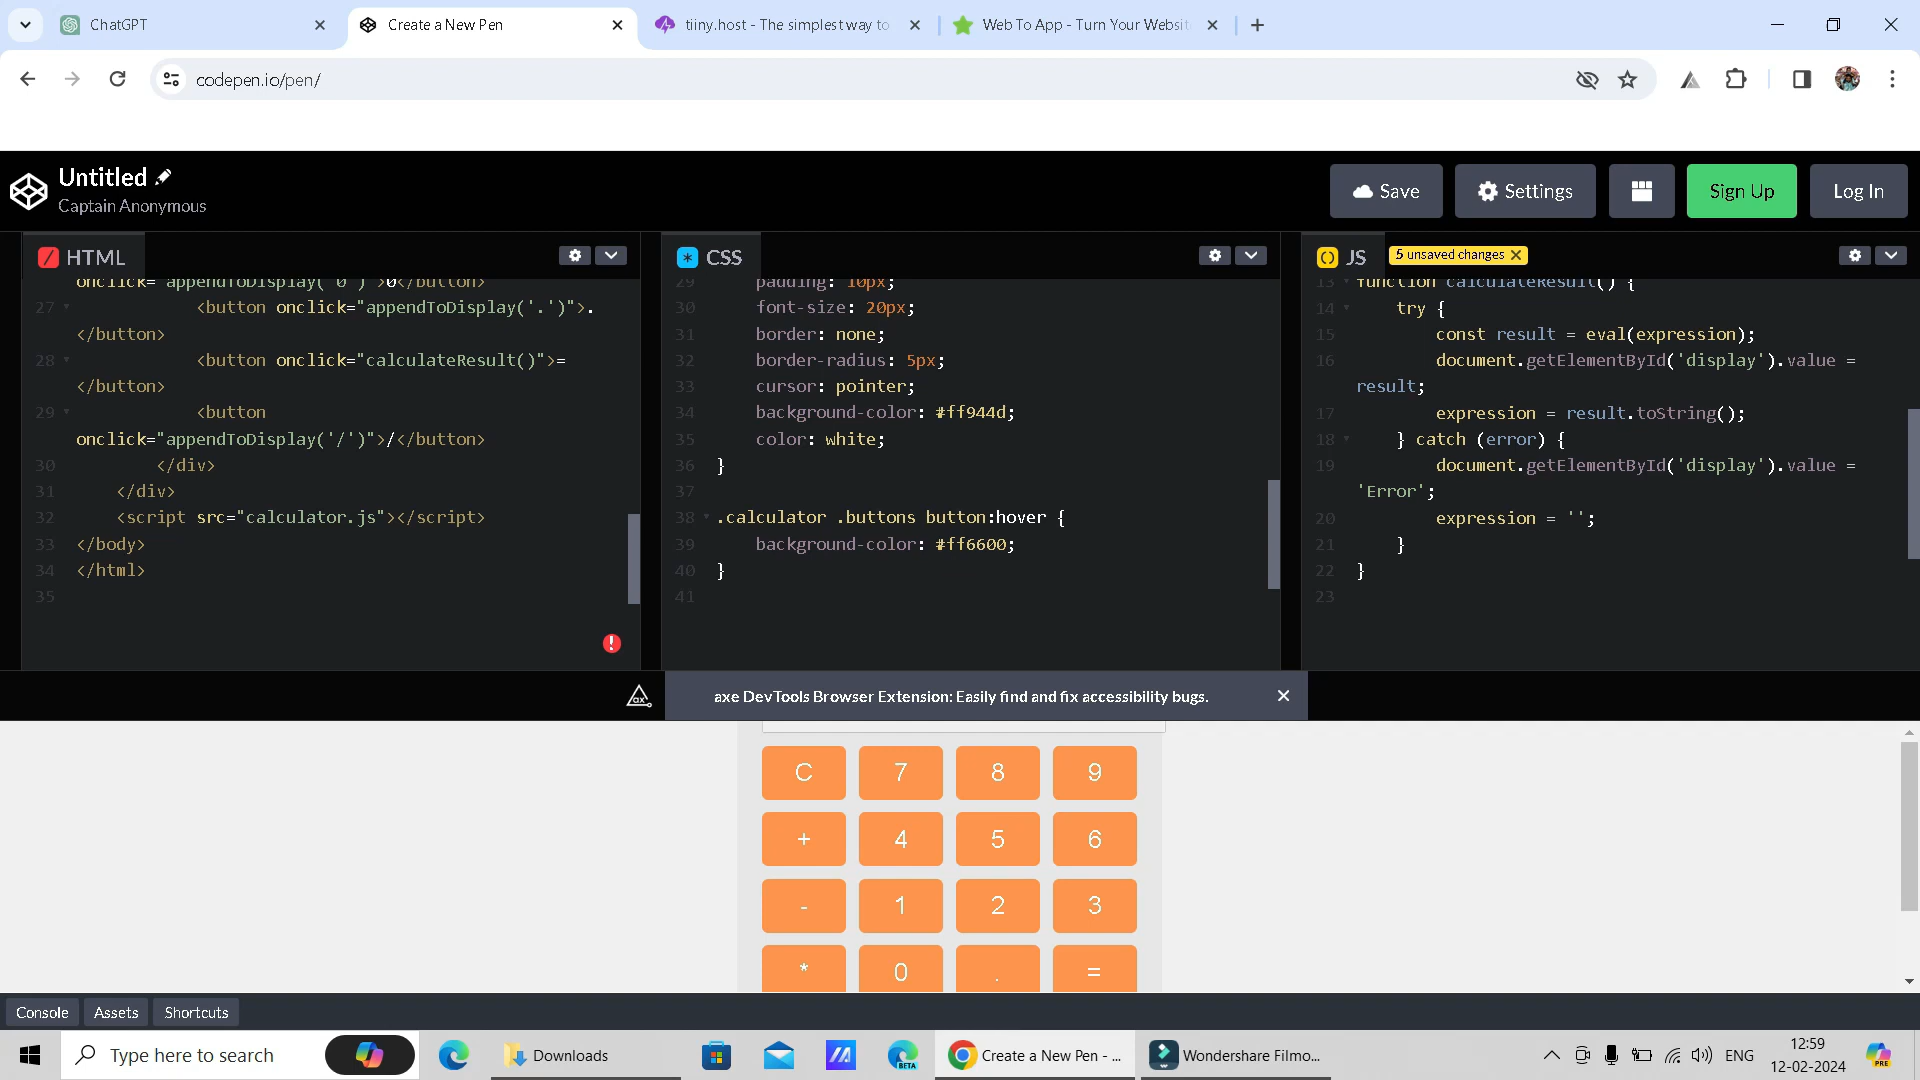 ChatGPT
Create a New Pen
tiiny.host - The simplest way to
Web To App - Turn Your Websit
codepen.io/pen/
Untitled
Captain Anonymous
Save
Settings
Sign Up
Log In
HTML
onclick="appendToDisplay('0')">0</button>
27 <button onclick="appendToDisplay('.')">.
</button>
28 <button onclick="calculateResult()">=
</button>
29 <button
onclick="appendToDisplay('/')">/</button>
30 </div>
31 </div>
32 <script src="calculator.js"></script>
33 </body>
34 </html>
35
CSS
29 padding: 10px;
30 font-size: 20px;
31 border: none;
32 border-radius: 5px;
33 cursor: pointer;
34 background-color: #ff944d;
35 color: white;
36 }
37
38 .calculator .buttons button:hover {
39 background-color: #ff6600;
40 }
41
JS
5 unsaved changes
13 function calculateResult() {
14 try {
15 const result = eval(expression);
16 document.getElementById('display').value =
result;
17 expression = result.toString();
18 } catch (error) {
19 document.getElementById('display').value =
'Error';
20 expression = '';
21 }
22 }
23
axe DevTools Browser Extension: Easily find and fix accessibility bugs.
C 7 8 9
+ 4 5 6
- 1 2 3
* 0 . =
Console
Assets
Shortcuts
Type here to search
Downloads
BETA
Create a New Pen - ...
Wondershare Filmo...
ENG
12:59
12-02-2024
PRE